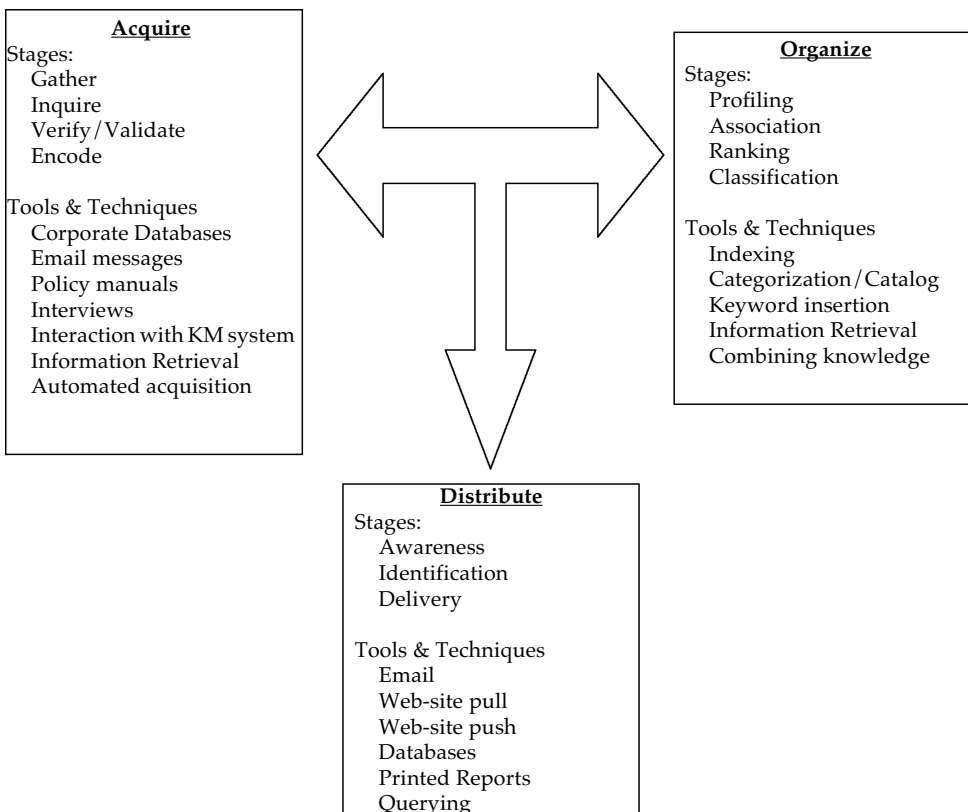 Acquire
Stages:
Gather
Inquire
Verify/Validate
Encode
Tools & Techniques
Corporate Databases
Email messages
Policy manuals
Interviews
Interaction with KM system
Information Retrieval
Automated acquisition
Organize
Stages:
Profiling
Association
Ranking
Classification
Tools & Techniques
Indexing
Categorization/Catalog
Keyword insertion
Information Retrieval
Combining knowledge
Distribute
Stages:
Awareness
Identification
Delivery
Tools & Techniques
Email
Web-site pull
Web-site push
Databases
Printed Reports
Querying